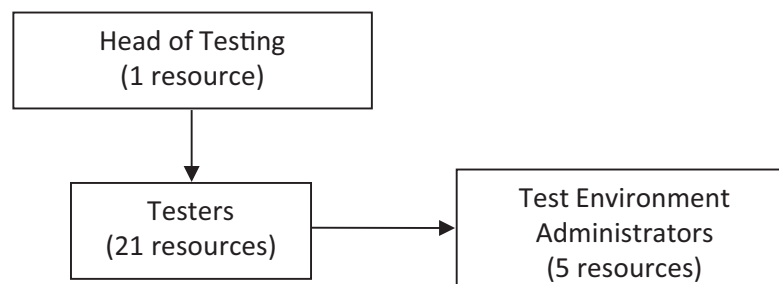 Head of Testing
(1 resource)
Testers
(21 resources)
Test Environment
Administrators
(5 resources)